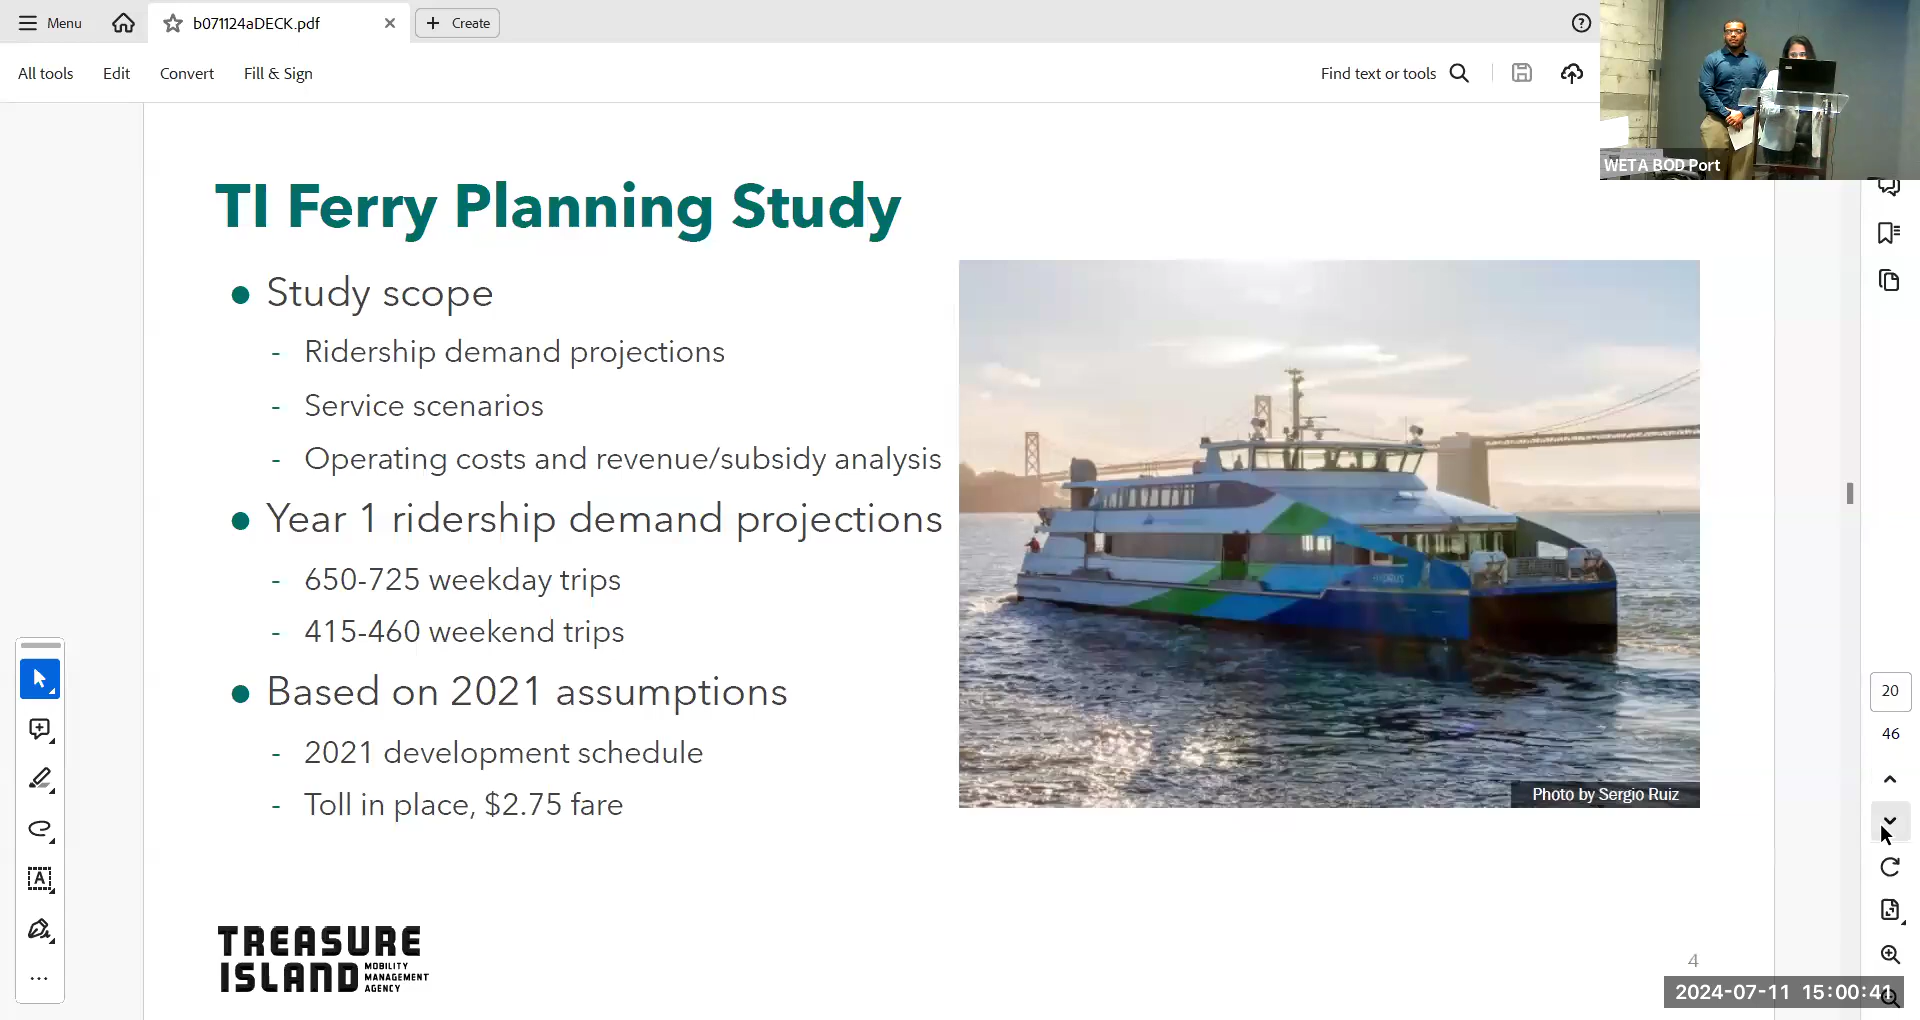 Menu
b071124aDECK.pdf
Create
All tools
Edit
Convert
Fill & Sign
Find text or tools
WETA BOD Port
TI Ferry Planning Study
Study scope
- Ridership demand projections
- Service scenarios
- Operating costs and revenue/subsidy analysis
Year 1 ridership demand projections
- 650-725 weekday trips
- 415-460 weekend trips
Based on 2021 assumptions
- 2021 development schedule
- Toll in place, $2.75 fare
HYDRUS
Photo by Sergio Ruiz
20
46
TREASURE
ISLAND
MOBILITY
MANAGEMENT
AGENCY
4
2024-07-11 15:00:41